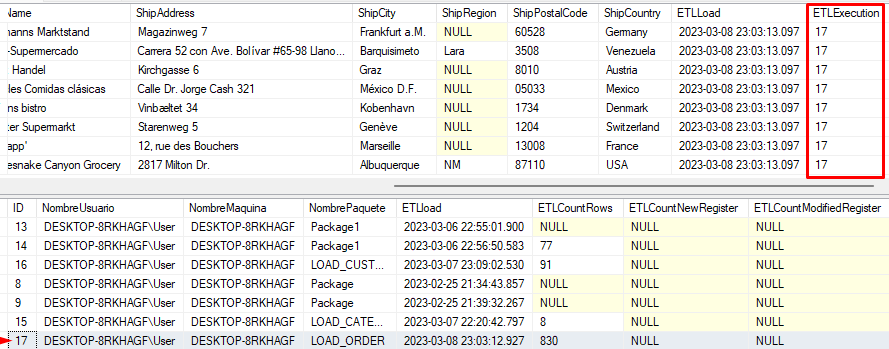 Name ShipAddress ShipCity ShipRegion ShipPostalCode ShipCountry ETLLoad ETLExecution
hanns Marktstand Magazinweg 7 Frankfurt a.M. NULL 60528 Germany 2023-03-08 23:03:13.097 17
-Supermercado Carrera 52 con Ave. Bolívar #65-98 Llano... Barquisimeto Lara 3508 Venezuela 2023-03-08 23:03:13.097 17
Handel Kirchgasse 6 Graz NULL 8010 Austria 2023-03-08 23:03:13.097 17
les Comidas clásicas Calle Dr. Jorge Cash 321 México D.F. NULL 05033 Mexico 2023-03-08 23:03:13.097 17
ns bistro Vinbæltet 34 Kobenhavn NULL 1734 Denmark 2023-03-08 23:03:13.097 17
ter Supermarkt Starenweg 5 Genève NULL 1204 Switzerland 2023-03-08 23:03:13.097 17
app' 12, rue des Bouchers Marseille NULL 13008 France 2023-03-08 23:03:13.097 17
lesnake Canyon Grocery 2817 Milton Dr. Albuquerque NM 87110 USA 2023-03-08 23:03:13.097 17
ID NombreUsuario NombreMaquina NombrePaquete ETLload ETLCountRows ETLCountNewRegister ETLCountModifiedRegister
13 DESKTOP-8RKHAGF\User DESKTOP-8RKHAGF Package1 2023-03-06 22:55:01.900 NULL NULL NULL
14 DESKTOP-8RKHAGF\User DESKTOP-8RKHAGF Package1 2023-03-06 22:56:50.583 77 NULL NULL
16 DESKTOP-8RKHAGF\User DESKTOP-8RKHAGF LOAD_CUST... 2023-03-07 23:09:02.530 91 NULL NULL
8 DESKTOP-8RKHAGF\User DESKTOP-8RKHAGF Package 2023-02-25 21:34:43.857 NULL NULL NULL
9 DESKTOP-8RKHAGF\User DESKTOP-8RKHAGF Package 2023-02-25 21:39:32.267 NULL NULL NULL
15 DESKTOP-8RKHAGF\User DESKTOP-8RKHAGF LOAD_CATE... 2023-03-07 22:20:42.797 8 NULL NULL
17 DESKTOP-8RKHAGF\User DESKTOP-8RKHAGF LOAD_ORDER 2023-03-08 23:03:12.927 830 NULL NULL